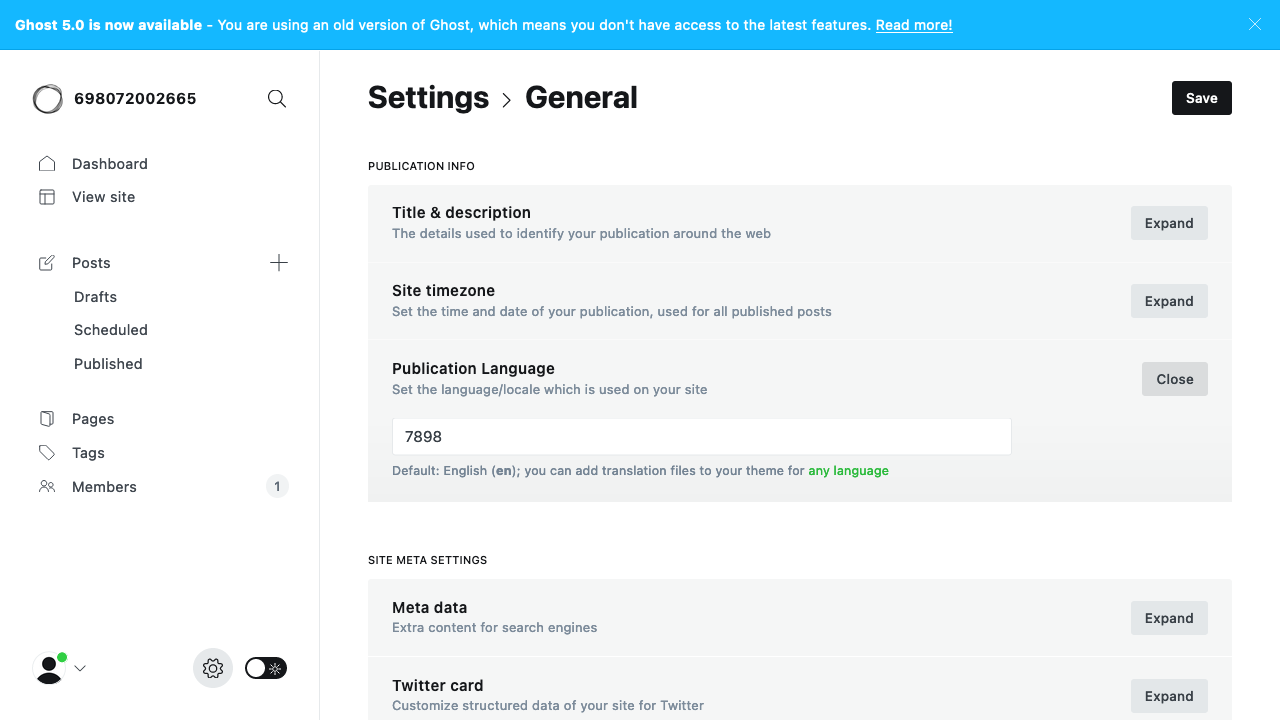 Ghost 5.0 is now available - You are using an old version of Ghost, which means you don't have access to the latest features. Read more!
698072002665
Dashboard
View site
Posts
Drafts
Scheduled
Published
Pages
Tags
Members 1
Settings > General
Save
PUBLICATION INFO
Title & description
The details used to identify your publication around the web
Expand
Site timezone
Set the time and date of your publication, used for all published posts
Expand
Publication Language
Set the language/locale which is used on your site
Close
7898
Default: English (en); you can add translation files to your theme for any language
SITE META SETTINGS
Meta data
Extra content for search engines
Expand
Twitter card
Customize structured data of your site for Twitter
Expand